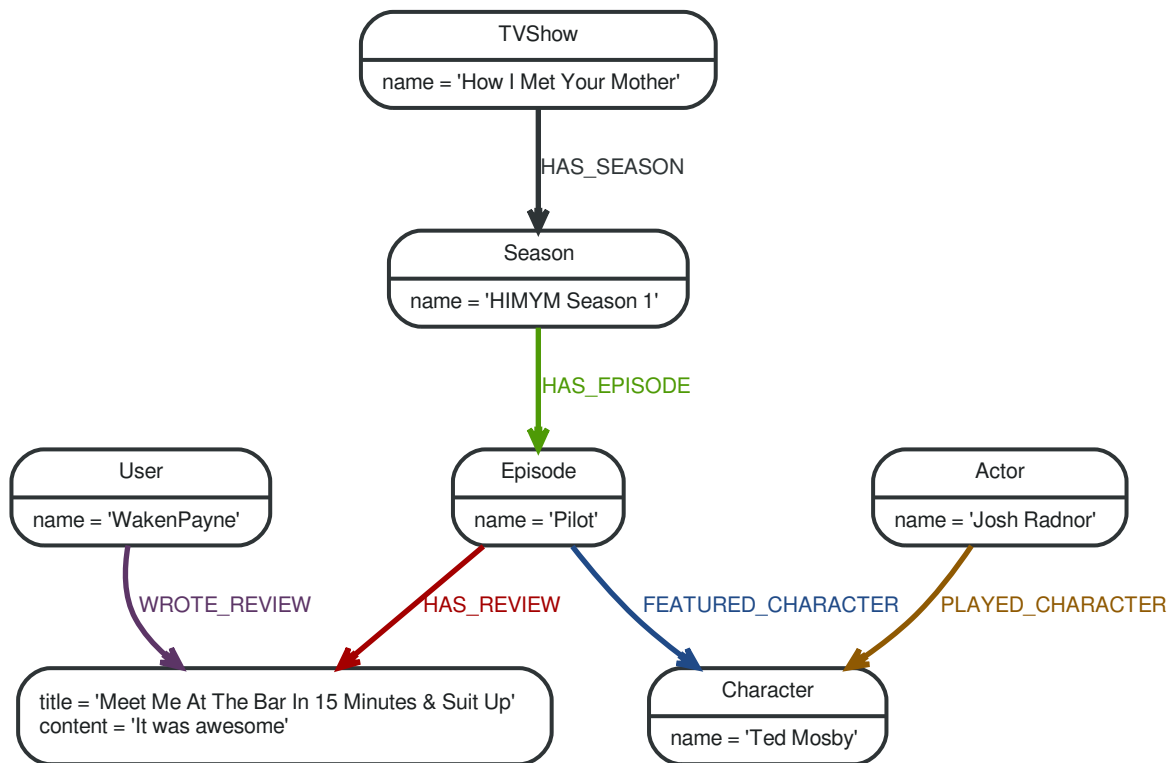 TVShow
name = 'How I Met Your Mother'
HAS_SEASON
Season
name = 'HIMYM Season 1'
HAS_EPISODE
User
name = 'WakenPayne'
Episode
name = 'Pilot'
Actor
name = 'Josh Radnor'
WROTE_REVIEW
HAS_REVIEW
FEATURED_CHARACTER
PLAYED_CHARACTER
title = 'Meet Me At The Bar In 15 Minutes & Suit Up'
content = 'It was awesome'
Character
name = 'Ted Mosby'